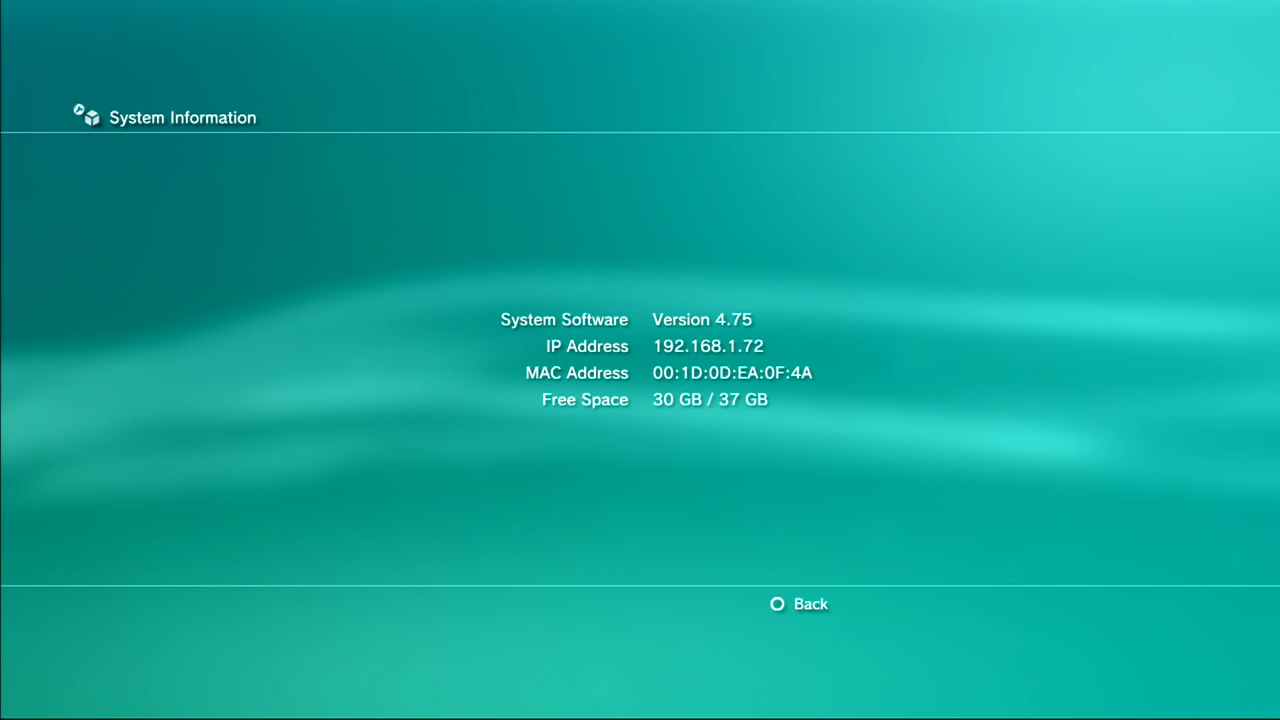 System Information
System Software Version 4.75
IP Address 192.168.1.72
MAC Address 00:1D:0D:EA:0F:4A
Free Space 30 GB / 37 GB
Back